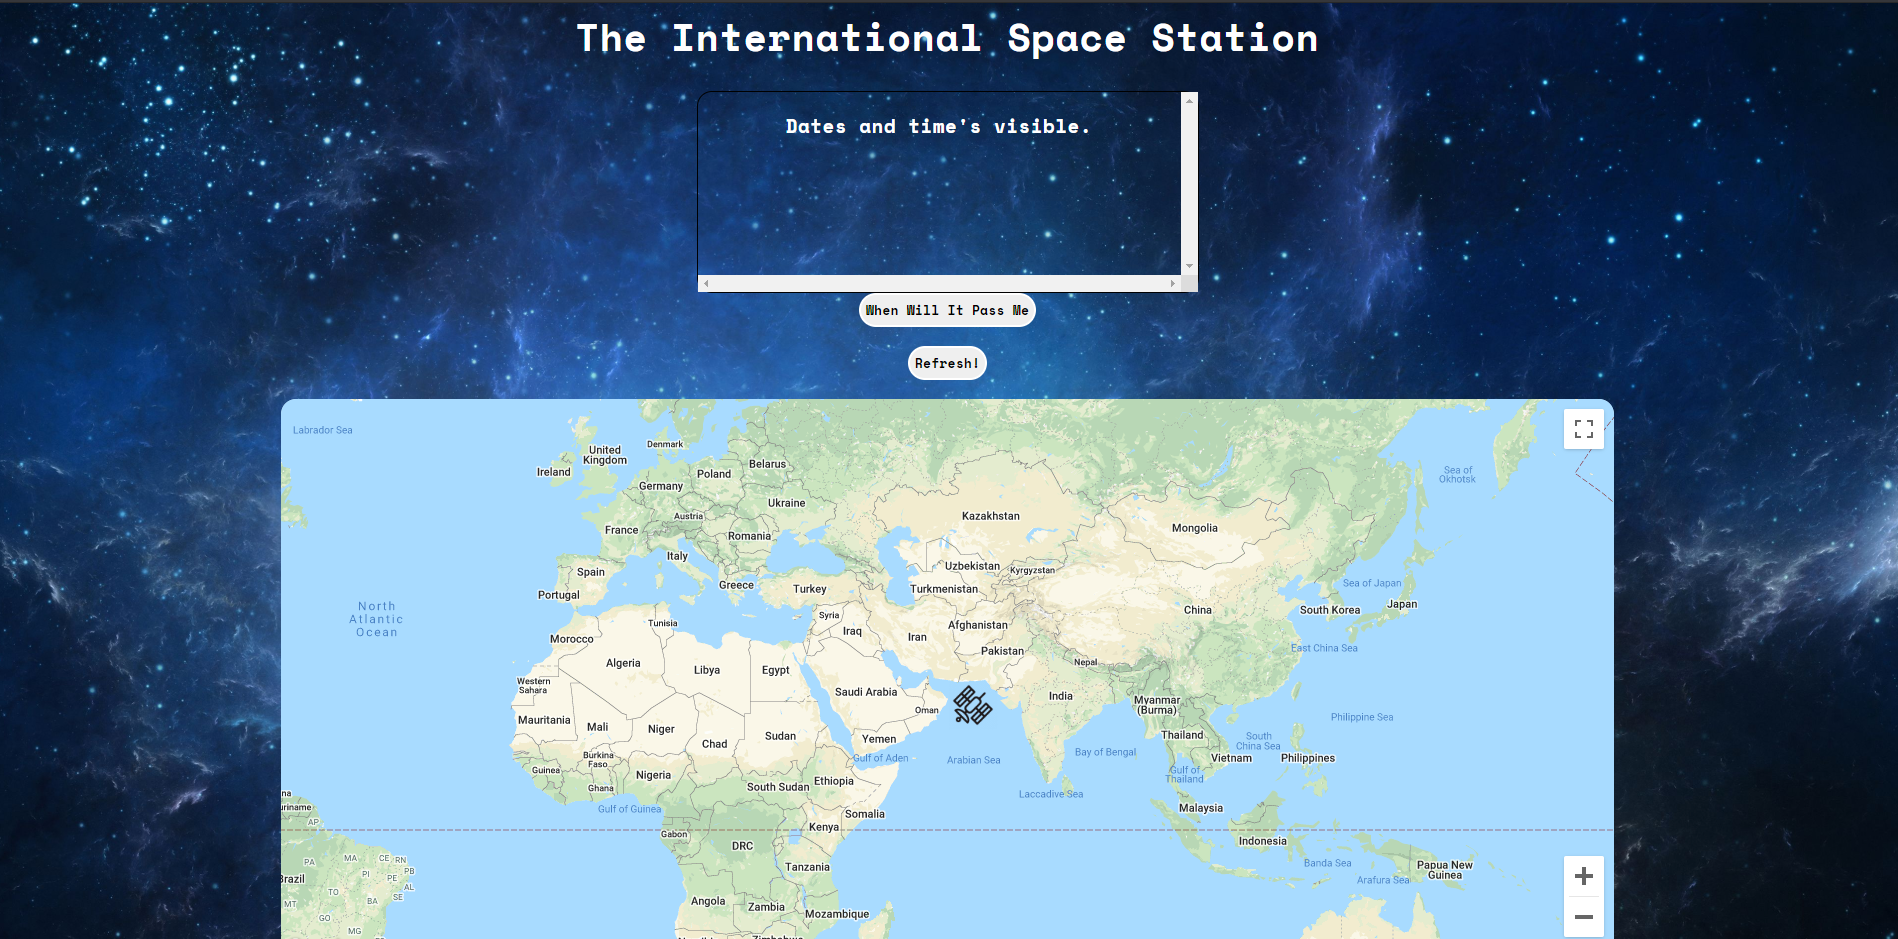 The International Space Station
Dates and time's visible.
When Will It Pass Me
Refresh!
Labrador Sea
Denmark
United
Kingdom
Ireland
Poland
Belarus
Germany
Ukraine
Sea of
Okhotsk
Austria
France
Romania
Kazakhstan
Mongolia
Italy
Uzbekistan
Kyrgyzstan
Spain
Greece
Turkey
Turkmenistan
Sea of Japan
Portugal
North
Atlantic
Ocean
China
South Korea
Japan
Syria
Tunisia
Iraq
Afghanistan
Iran
Morocco
Pakistan
East China Sea
Algeria
Libya
Egypt
Nepal
Western
Sahara
Saudi Arabia
India
Myanmar
(Burma)
Oman
Mauritania
Mali
Niger
Philippine Sea
Chad
Sudan
Yemen
Thailand
South
China Sea
Bay of Bengal
Burkina
Faso
Gulf of Aden
Arabian Sea
Vietnam
Philippines
Guinea
Nigeria
Gulf of
Thailand
Ethiopia
Ghana
South Sudan
na
uriname
Laccadive Sea
Gulf of Guinea
Malaysia
Somalia
AP
Gabon
Kenya
DRC
Indonesia
PA
MA
CE
RN
PB
Tanzania
Banda Sea
Papua New
Guinea
razil
PI
PE
AL
Arafura Sea
TO
BA
SE
MT
Angola
Zambia
Mozambique
GO
MG
Zimbabwe